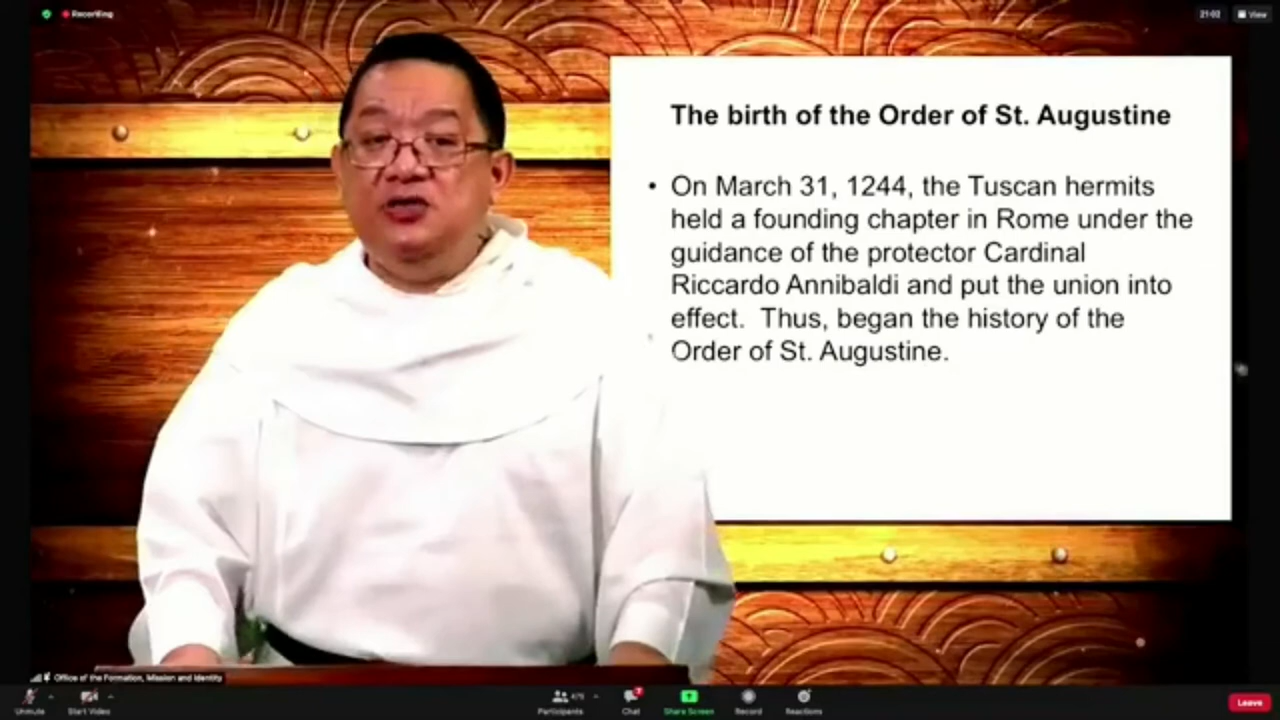 Recording
21:02 View
The birth of the Order of St. Augustine
• On March 31, 1244, the Tuscan hermits
held a founding chapter in Rome under the
guidance of the protector Cardinal
Riccardo Annibaldi and put the union into
effect. Thus, began the history of the
Order of St. Augustine.
Office of the Formation, Mission and Identity
Unmute
Start Video
Participants
Chat
Share Screen
Record
Reactions
Leave